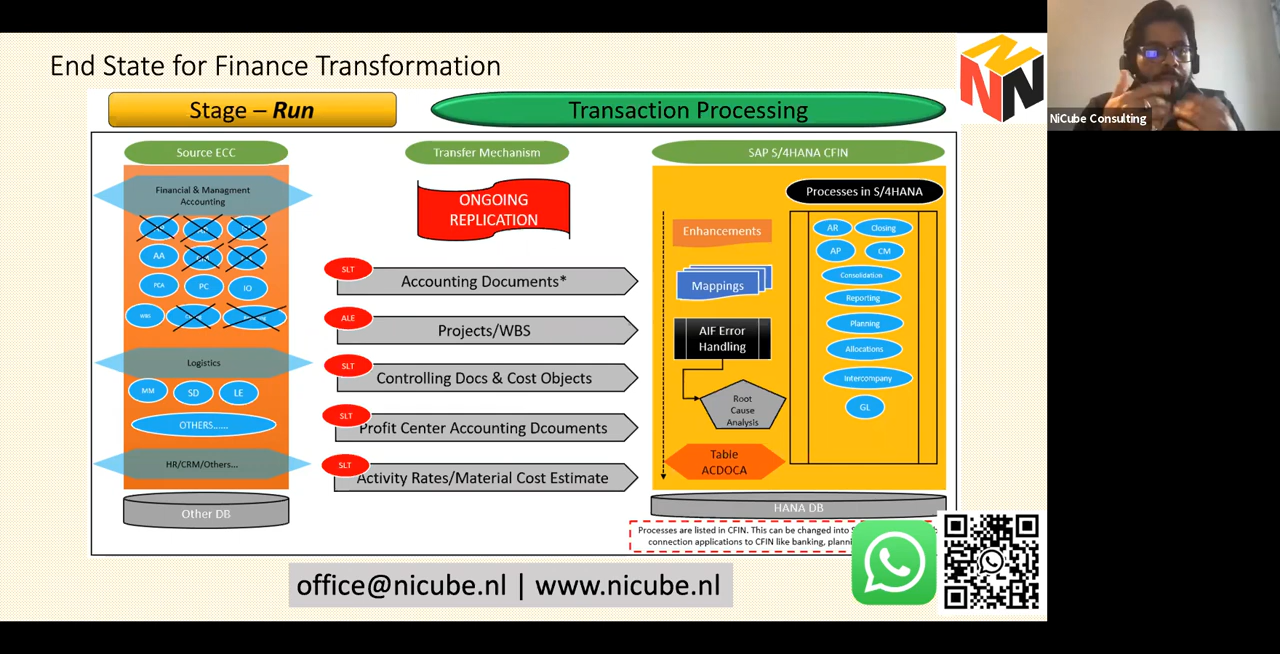 End State for Finance Transformation
Stage – Run
Transaction Processing
NiCube Consulting
Source ECC
Transfer Mechanism
SAP S/4HANA CFIN
Financial & Managment
Accounting
AA
PCA
PC
IO
WBS
Logistics
MM
SD
LE
OTHERS......
HR/CRM/Others...
Other DB
ONGOING
REPLICATION
SLT
Accounting Documents*
ALE
Projects/WBS
SLT
Controlling Docs & Cost Objects
SLT
Profit Center Accounting Dcouments
SLT
Activity Rates/Material Cost Estimate
Enhancements
Mappings
AIF Error
Handling
Root
Cause
Analysis
Table
ACDOCA
Processes in S/4HANA
AR
Closing
AP
CM
Consolidation
Reporting
Planning
Allocations
Intercompany
GL
HANA DB
Processes are listed in CFIN. This can be changed into
connection applications to CFIN like banking,
office@nicube.nl | www.nicube.nl